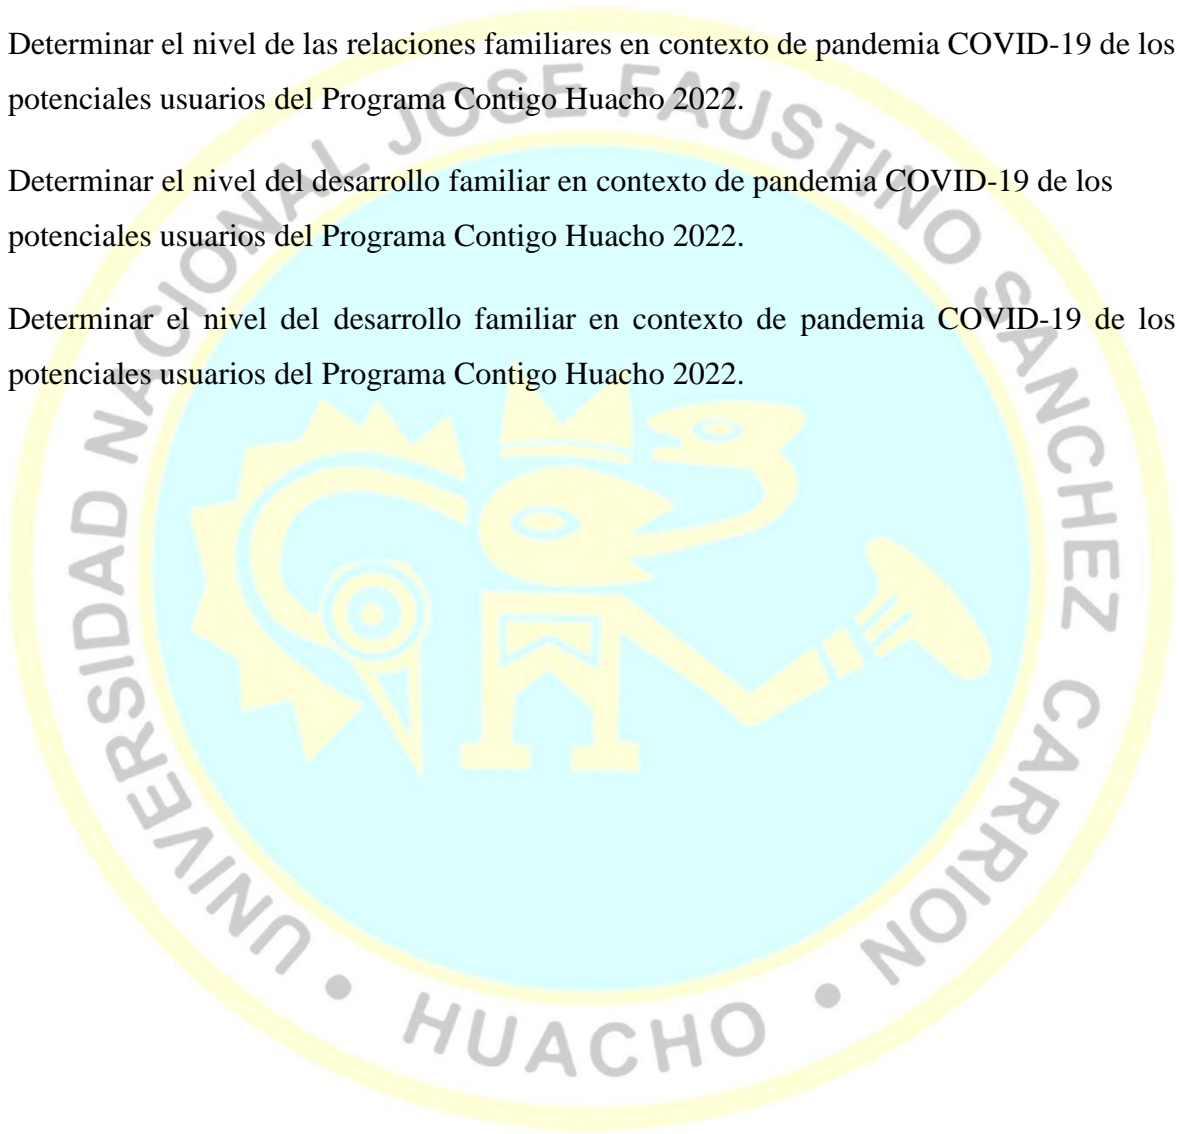 Determinar el nivel de las relaciones familiares en contexto de pandemia COVID-19 de los
potenciales usuarios del Programa Contigo Huacho 2022.
Determinar el nivel del desarrollo familiar en contexto de pandemia COVID-19 de los
potenciales usuarios del Programa Contigo Huacho 2022.
Determinar el nivel del desarrollo familiar en contexto de pandemia COVID-19 de los
potenciales usuarios del Programa Contigo Huacho 2022.
UNIVERSIDAD NACIONAL JOSE FAUSTINO SANCHEZ CARRION
• HUACHO •